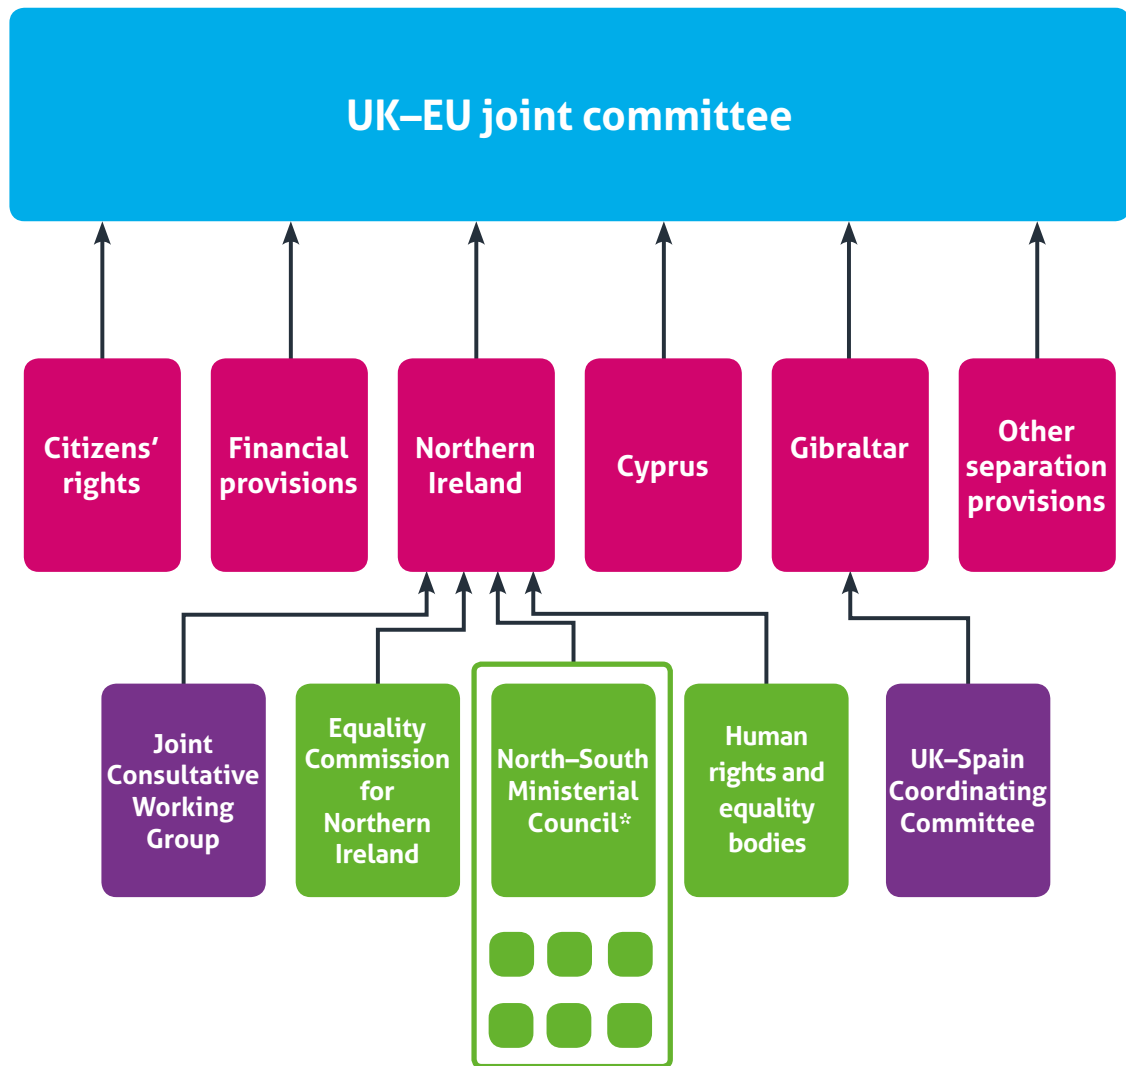 UK–EU joint committee
Citizens’
rights
Financial
provisions
Northern
Ireland
Cyprus
Gibraltar
Other
separation
provisions
Joint
Consultative
Working
Group
Equality
Commission
for
Northern
Ireland
North–South
Ministerial
Council*
Human
rights and
equality
bodies
UK–Spain
Coordinating
Committee